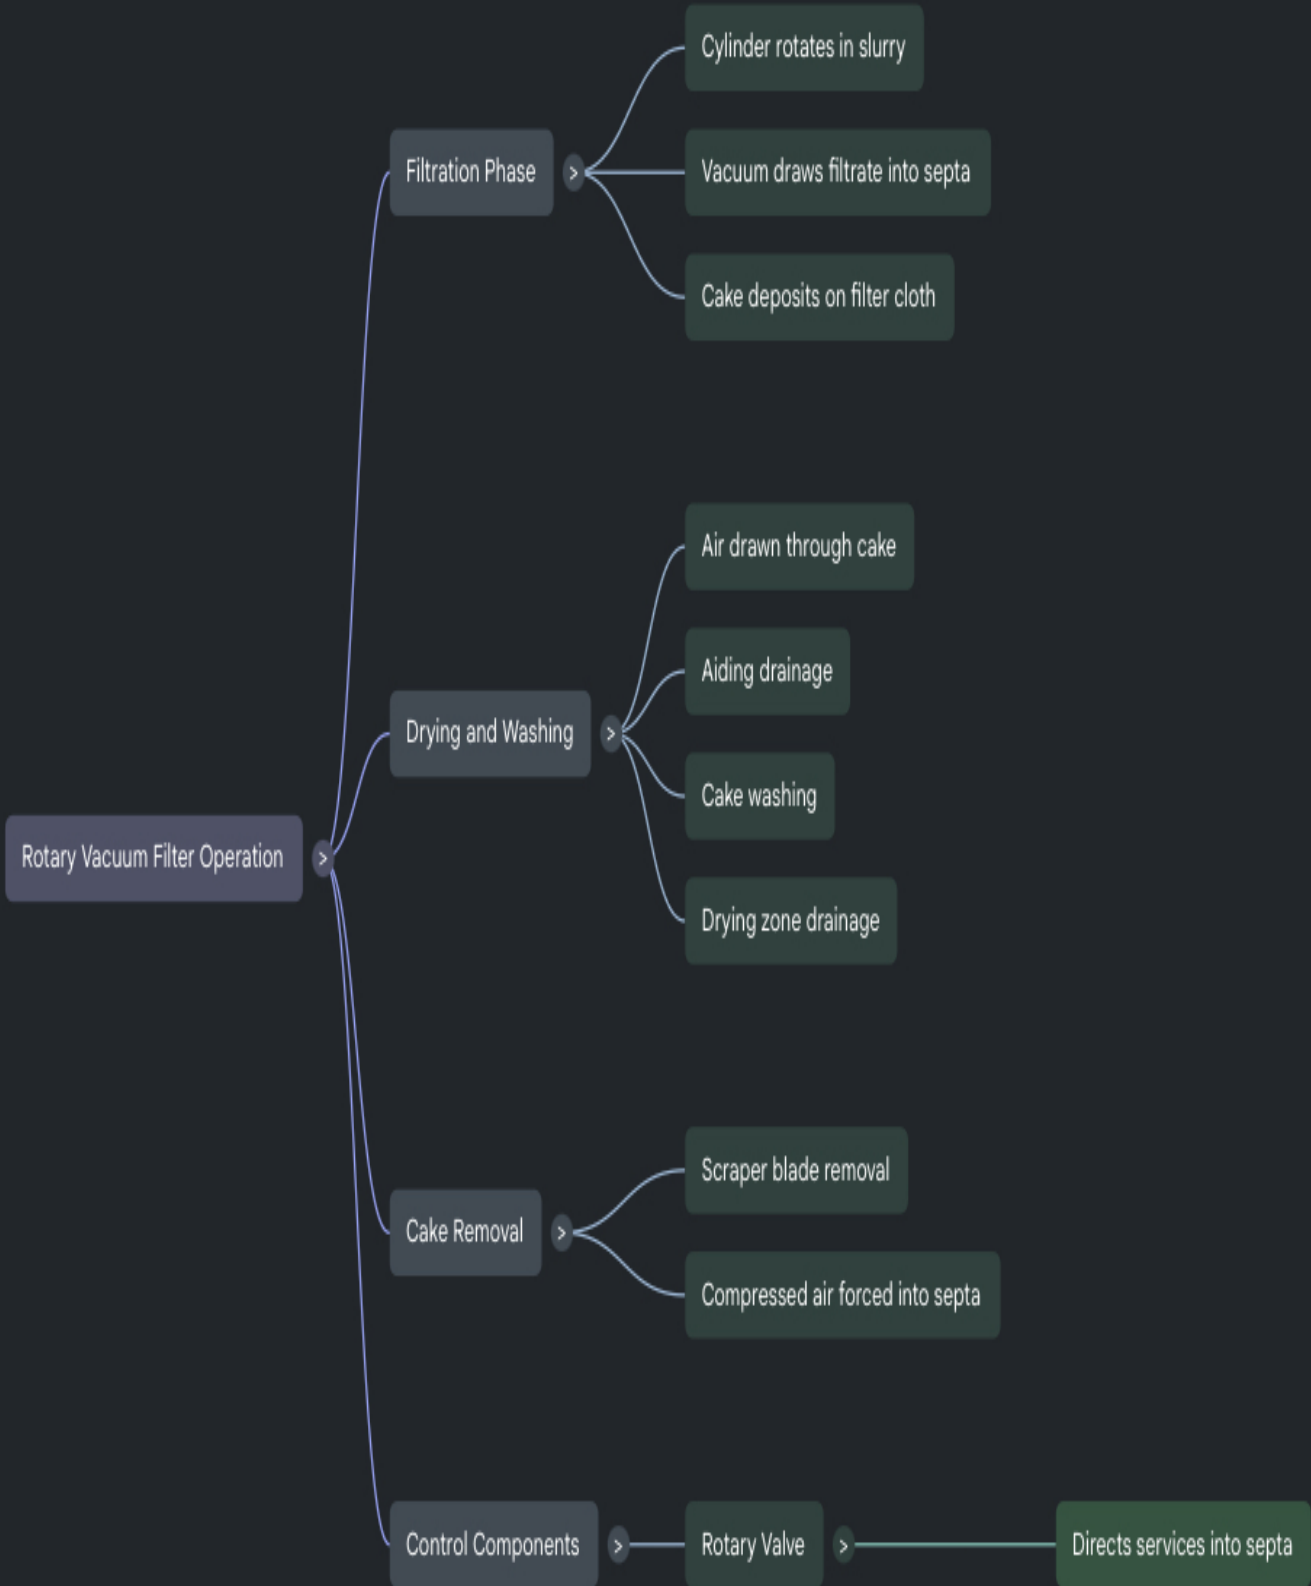 Rotary Vacuum Filter Operation
Filtration Phase
Cylinder rotates in slurry
Vacuum draws filtrate into septa
Cake deposits on filter cloth
Drying and Washing
Air drawn through cake
Aiding drainage
Cake washing
Drying zone drainage
Cake Removal
Scraper blade removal
Compressed air forced into septa
Control Components
Rotary Valve
Directs services into septa